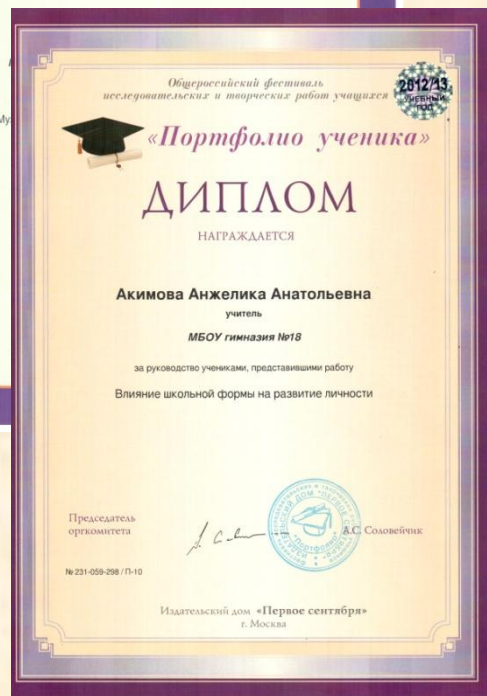 Общероссийский фестиваль
исследовательских и творческих работ учащихся
2012/13
УЧЕБНЫЙ
ГОД
«Портфолио ученика»
ДИПЛОМ
НАГРАЖДАЕТСЯ
Акимова Анжелика Анатольевна
учитель
МБОУ гимназия №18
за руководство учениками, представившими работу
Влияние школьной формы на развитие личности
Председатель
оргкомитета
А.С. Соловейчик
№ 231-059-298 / П-10
Издательский дом «Первое сентября»
г. Москва